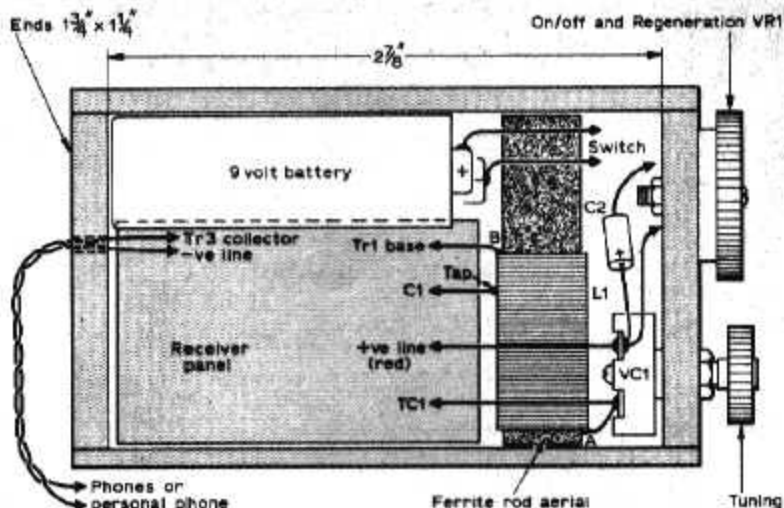 Ends 1¾" x 1¼"
On/off and Regeneration VR1
2⅞"
9 volt battery
+
Switch
C2
Tr3 collector
-ve line
Tr1 base
B
Tap
C1
L1
+
Receiver
panel
+ve line
(red)
VC1
TC1
A
Phones or
personal phone
Ferrite rod aerial
Tuning